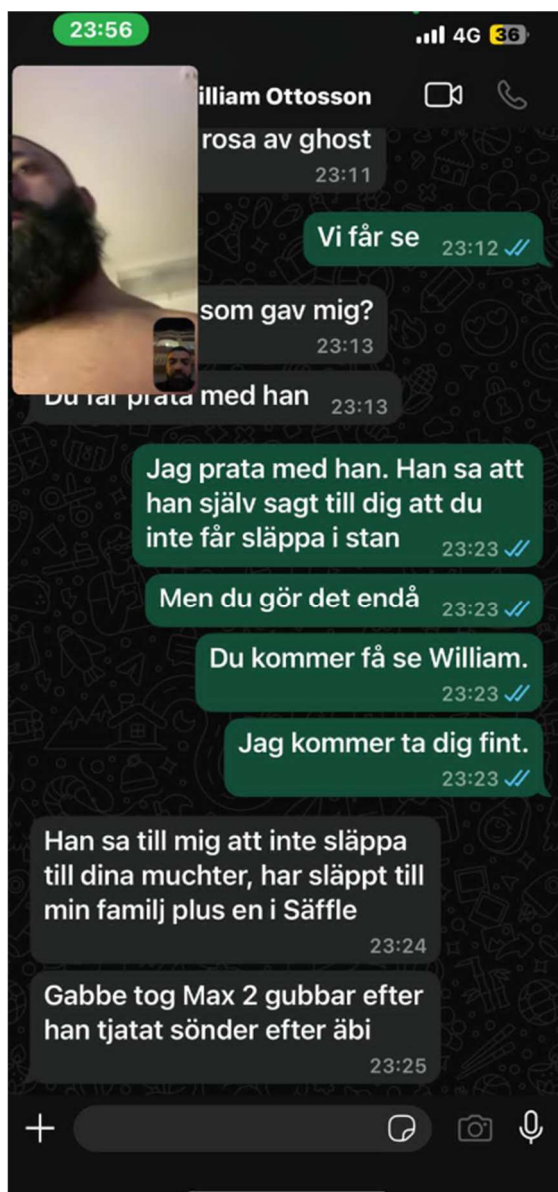 23:56
4G 36
illiam Ottosson
rosa av ghost
23:11
Vi får se 23:12
som gav mig?
23:13
Du får prata med han 23:13
Jag prata med han. Han sa att
han själv sagt till dig att du
inte får släppa i stan 23:23
Men du gör det endå 23:23
Du kommer få se William.
23:23
Jag kommer ta dig fint.
23:23
Han sa till mig att inte släppa
till dina muchter, har släppt till
min familj plus en i Säffle
23:24
Gabbe tog Max 2 gubbar efter
han tjatat sönder efter äbi
23:25